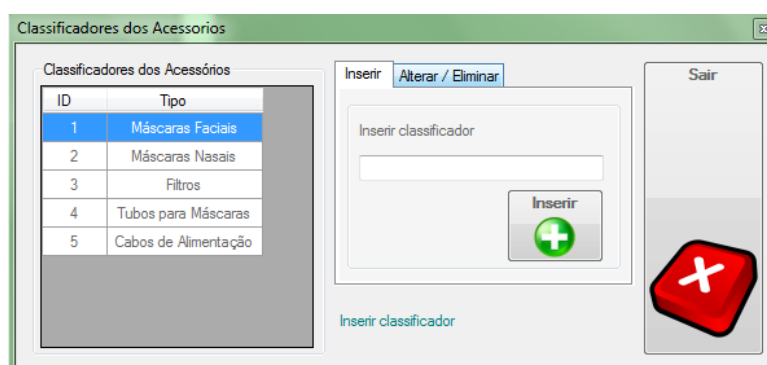 Classificadores dos Acessorios
Classificadores dos Acessórios
ID Tipo
1 Máscaras Faciais
2 Máscaras Nasais
3 Filtros
4 Tubos para Máscaras
5 Cabos de Alimentação
Inserir Alterar / Eliminar
Inserir classificador
Inserir
Inserir classificador
Sair